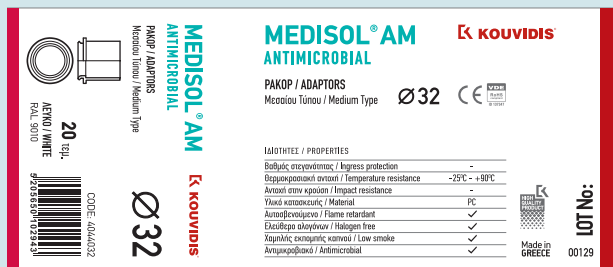 MEDISOL® AM
ANTIMICROBIAL
ΡΑΚΟΡ / ADAPTORS
Μεσαίου Τύπου / Medium Type
20 τεμ.
ΛΕΥΚΟ / WHITE
RAL 9010
KOUVIDIS®
Ø32
CODE: 4044032
5 205650 102943
MEDISOL® AM
ANTIMICROBIAL
KOUVIDIS®
ΡΑΚΟΡ / ADAPTORS
Μεσαίου Τύπου / Medium Type
Ø32
CE
VDE
RoHS
ΙΔΙΟΤΗΤΕΣ / PROPERTIES
Βαθμός στεγανότητας / Ingress protection -
Θερμοκρασιακή αντοχή / Temperature resistance -25°C - +90°C
Αντοχή στην κρούση / Impact resistance -
Υλικό κατασκευής / Material PC
Αυτοσβενούμενο / Flame retardant ✓
Ελεύθερο αλογόνων / Halogen free ✓
Χαμηλής εκπομπής καπνού / Low smoke ✓
Αντιμικροβιακό / Antimicrobial ✓
HIGH
QUALITY
PRODUCT
Made in
GREECE
LOT No:
00129